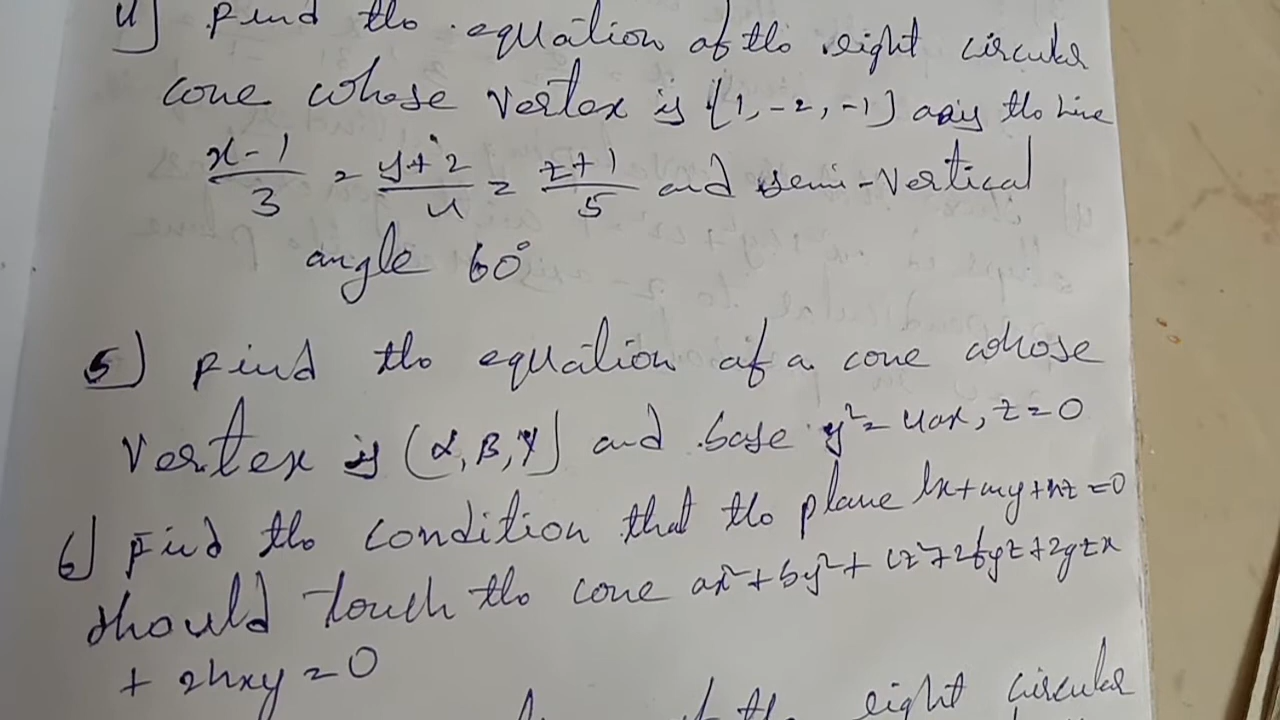 4) Find the equation of the right circular
cone whose vertex is (1, -2, -1) axis the line
x-1/3 = y+2/4 = z+1/5 and semi-vertical
angle 60°
5) Find the equation of a cone whose
vertex is (α, β, γ) and base y² = 4ax, z=0
6) Find the condition that the plane lx+my+nz=0
should touch the cone ax²+by²+cz²+2fyz+2gzx
+ 2hxy = 0
of the right circular